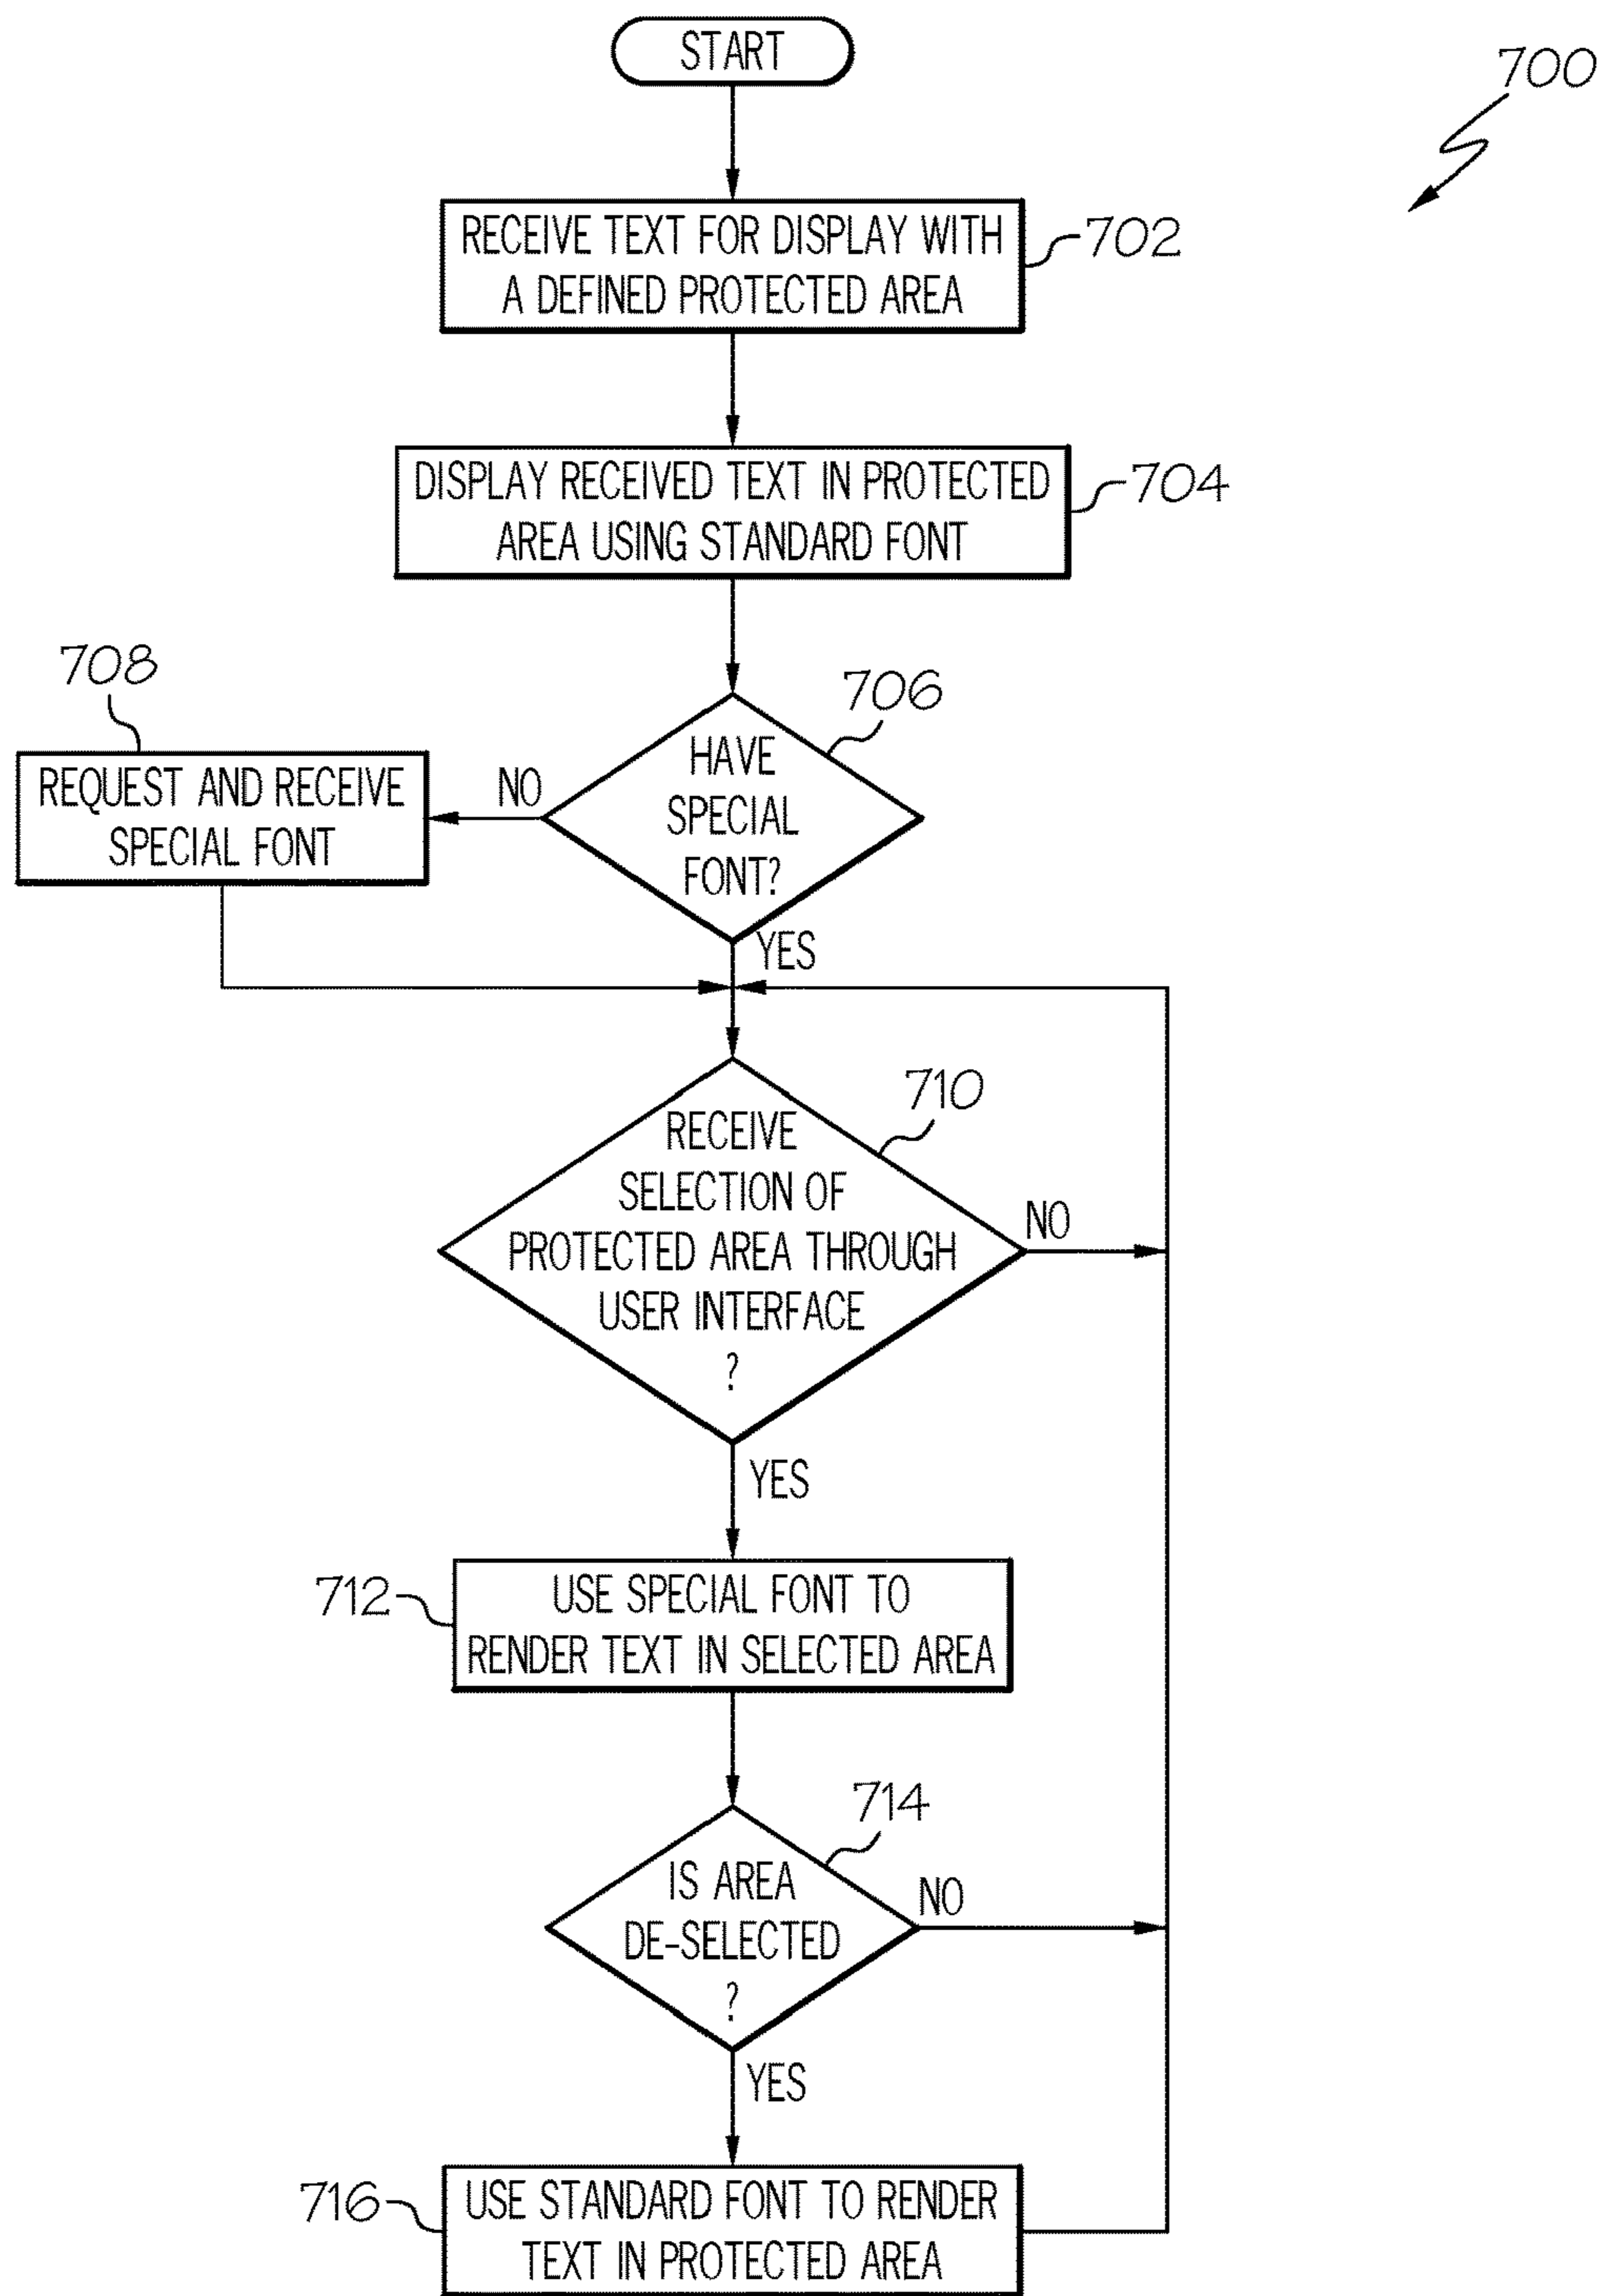 START
700
RECEIVE TEXT FOR DISPLAY WITH
A DEFINED PROTECTED AREA
702
DISPLAY RECEIVED TEXT IN PROTECTED
AREA USING STANDARD FONT
704
708
706
REQUEST AND RECEIVE
SPECIAL FONT
NO
HAVE
SPECIAL
FONT?
YES
710
RECEIVE
SELECTION OF
PROTECTED AREA THROUGH
USER INTERFACE
?
NO
YES
712
USE SPECIAL FONT TO
RENDER TEXT IN SELECTED AREA
714
IS AREA
DE-SELECTED
?
NO
YES
716
USE STANDARD FONT TO RENDER
TEXT IN PROTECTED AREA